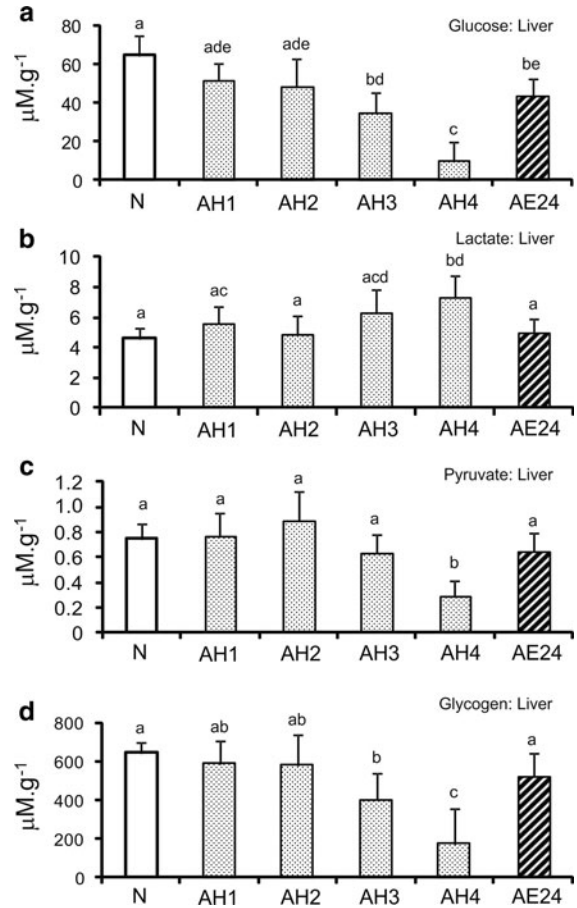 a
Glucose: Liver
µM.g⁻¹
80
60
40
20
0
a ade ade bd c be
N AH1 AH2 AH3 AH4 AE24
b
Lactate: Liver
µM.g⁻¹
10
8
6
4
2
0
a ac a acd bd a
N AH1 AH2 AH3 AH4 AE24
c
Pyruvate: Liver
µM.g⁻¹
1.2
1.0
0.8
0.6
0.4
0.2
0
a a a a b a
N AH1 AH2 AH3 AH4 AE24
d
Glycogen: Liver
µM.g⁻¹
800
600
400
200
0
a ab ab b c a
N AH1 AH2 AH3 AH4 AE24